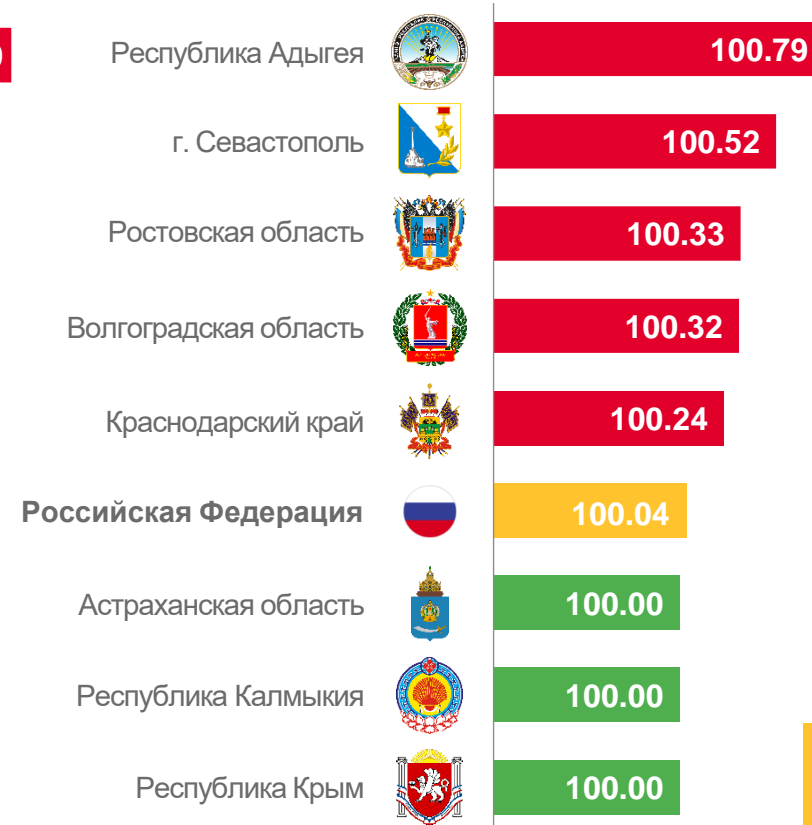 Республика Адыгея 100.79
г. Севастополь 100.52
Ростовская область 100.33
Волгоградская область 100.32
Краснодарский край 100.24
Российская Федерация 100.04
Астраханская область 100.00
Республика Калмыкия 100.00
Республика Крым 100.00